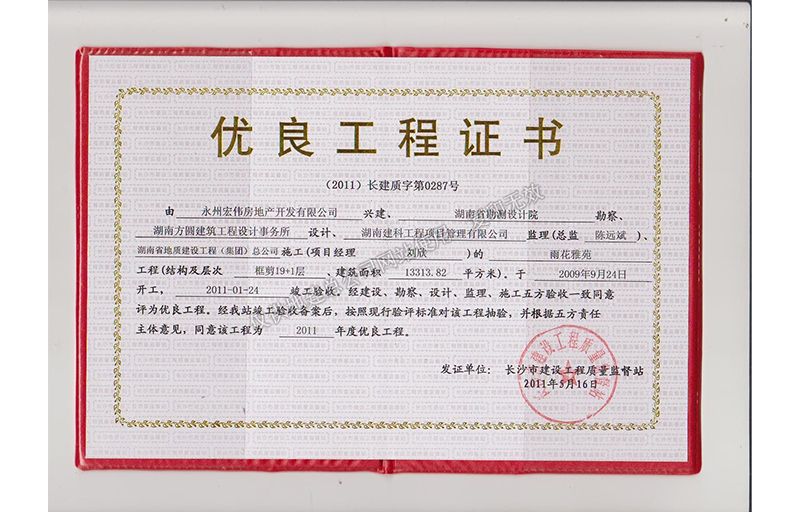 优良工程证书
（2011）长建质字第0287号
由 永州宏伟房地产开发有限公司 兴建、 湖南省勘测设计院 勘察、
湖南方圆建筑工程设计事务所 设计、 湖南建科工程项目管理有限公司 监理(总监 陈远斌)、
湖南省地质建设工程（集团）总公司 施工(项目经理 刘欣 )的 雨花雅苑
工程(结构及层次 框剪19+1层 、建筑面积 13313.82 平方米)。于 2009年9月24日
开工， 2011-01-24 竣工验收。经建设、勘察、设计、监理、施工五方验收一致同意
评为优良工程。经我站竣工验收备案后，按照现行验评标准对该工程抽验，并根据五方责任
主体意见，同意该工程为 2011 年度优良工程。
发证单位： 长沙市建设工程质量监督站
2011年5月16日